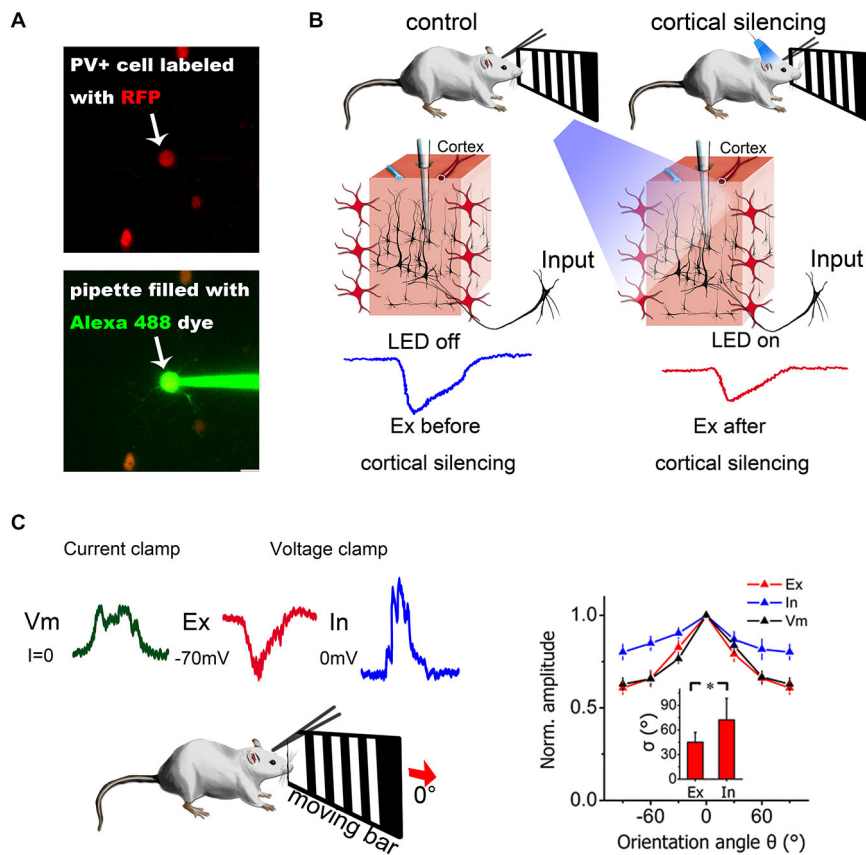 A
PV+ cell labeled
with RFP
pipette filled with
Alexa 488 dye
B
control
cortical silencing
Cortex
Cortex
Input
Input
LED off
LED on
Ex before
Ex after
cortical silencing
cortical silencing
C
Current clamp
Voltage clamp
Vm
I=0
Ex
-70mV
In
0mV
moving bar
0°
Ex
In
Vm
Norm. amplitude
1.0
0.5
0.0
σ (°)
90
60
30
0
*
Ex In
-60 0 60
Orientation angle θ (°)